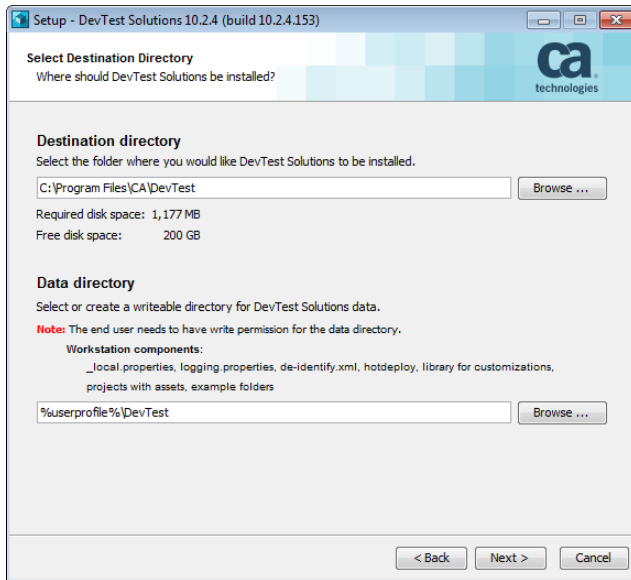 Setup - DevTest Solutions 10.2.4 (build 10.2.4.153)
Select Destination Directory
Where should DevTest Solutions be installed?
ca
technologies
Destination directory
Select the folder where you would like DevTest Solutions to be installed.
C:\Program Files\CA\DevTest
Browse ...
Required disk space: 1,177 MB
Free disk space: 200 GB
Data directory
Select or create a writeable directory for DevTest Solutions data.
Note: The end user needs to have write permission for the data directory.
Workstation components:
_local.properties, logging.properties, de-identify.xml, hotdeploy, library for customizations,
projects with assets, example folders
%userprofile%\DevTest
Browse ...
< Back Next > Cancel